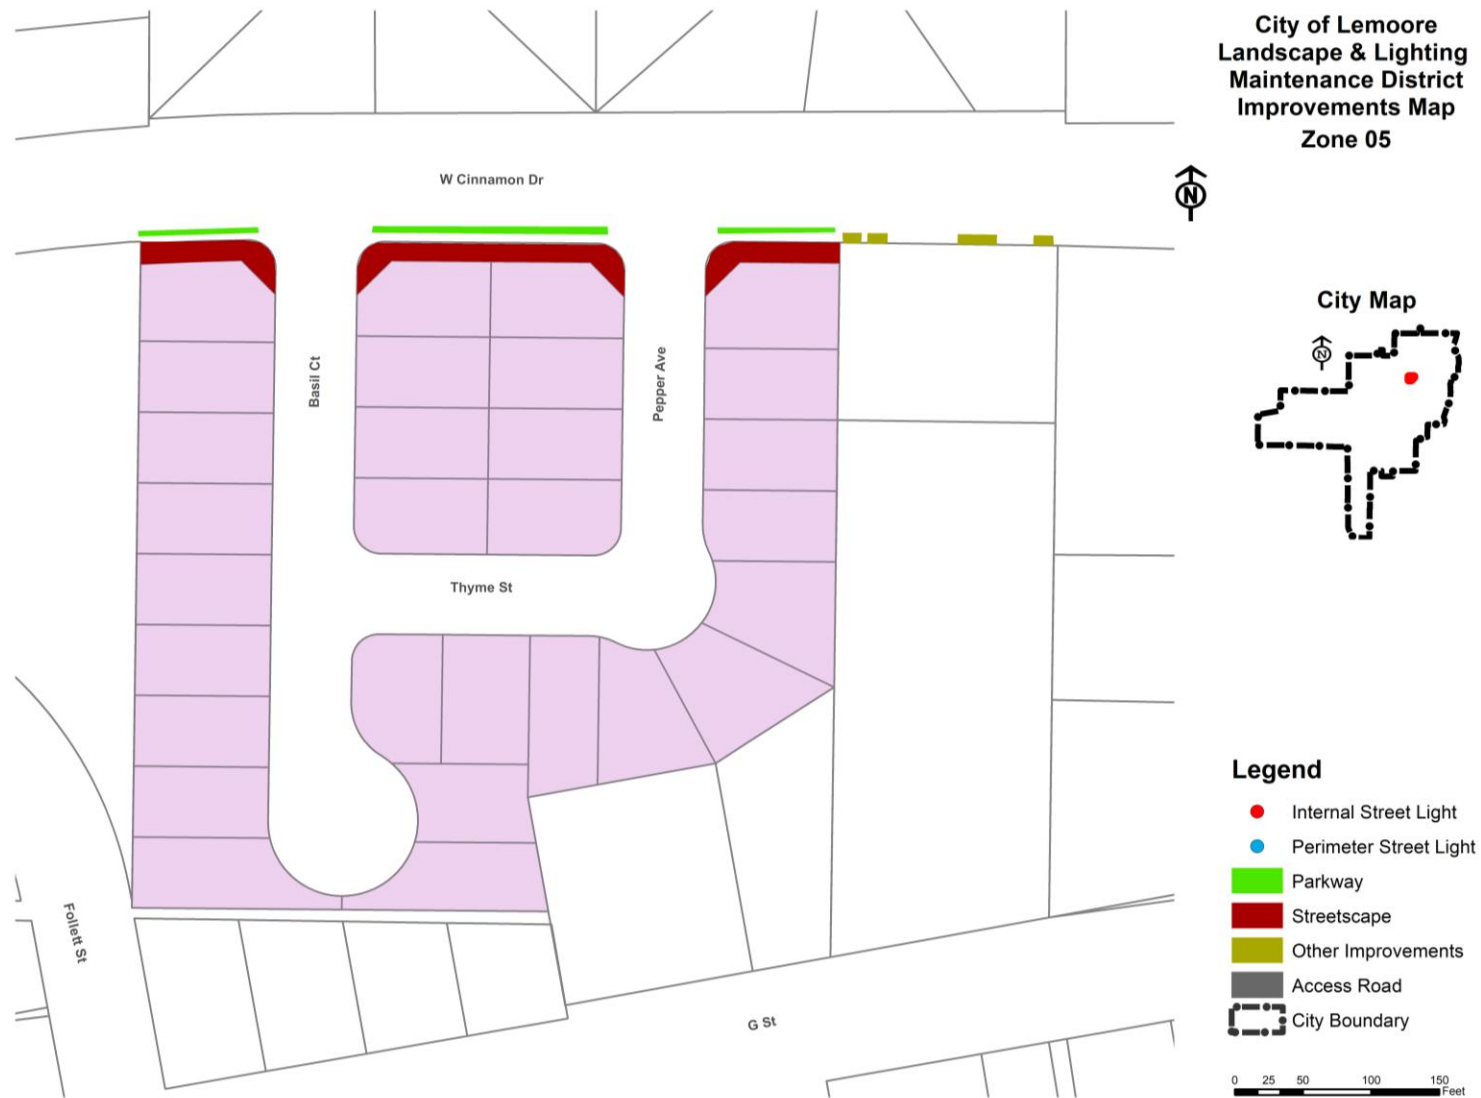 City of Lemoore
Landscape & Lighting
Maintenance District
Improvements Map
Zone 05
W Cinnamon Dr
N
City Map
N
Basil Ct
Pepper Ave
Thyme St
Legend
Internal Street Light
Perimeter Street Light
Parkway
Streetscape
Other Improvements
Access Road
City Boundary
Follett St
G St
0 25 50 100 150
Feet